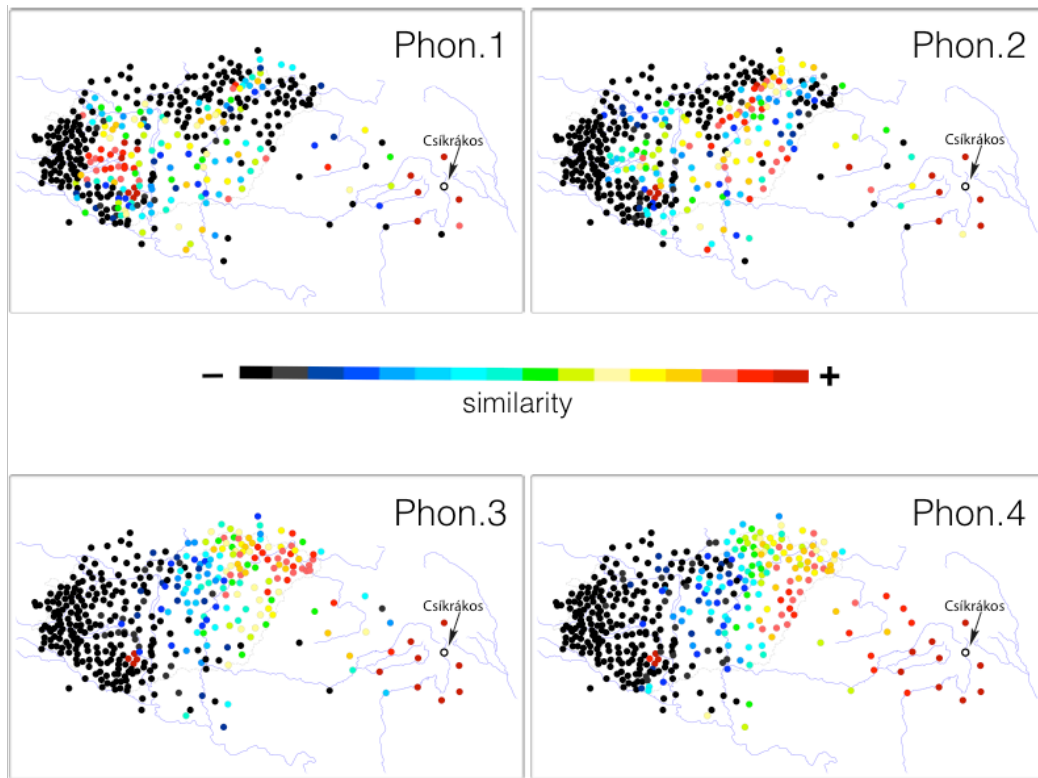 Phon.1
Phon.2
Csíkrákos
Csíkrákos
− +
similarity
Phon.3
Phon.4
Csíkrákos
Csíkrákos